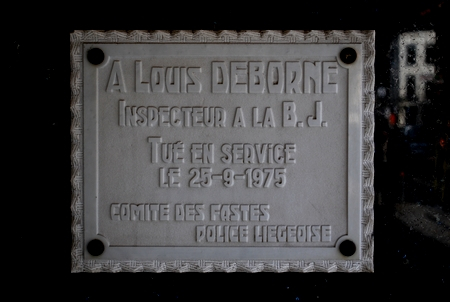 A LOUIS DEBORNE
INSPECTEUR A LA B. J.
TUÉ EN SERVICE
LE 25-9-1975
COMITE DES FASTES
POLICE LIEGEOISE